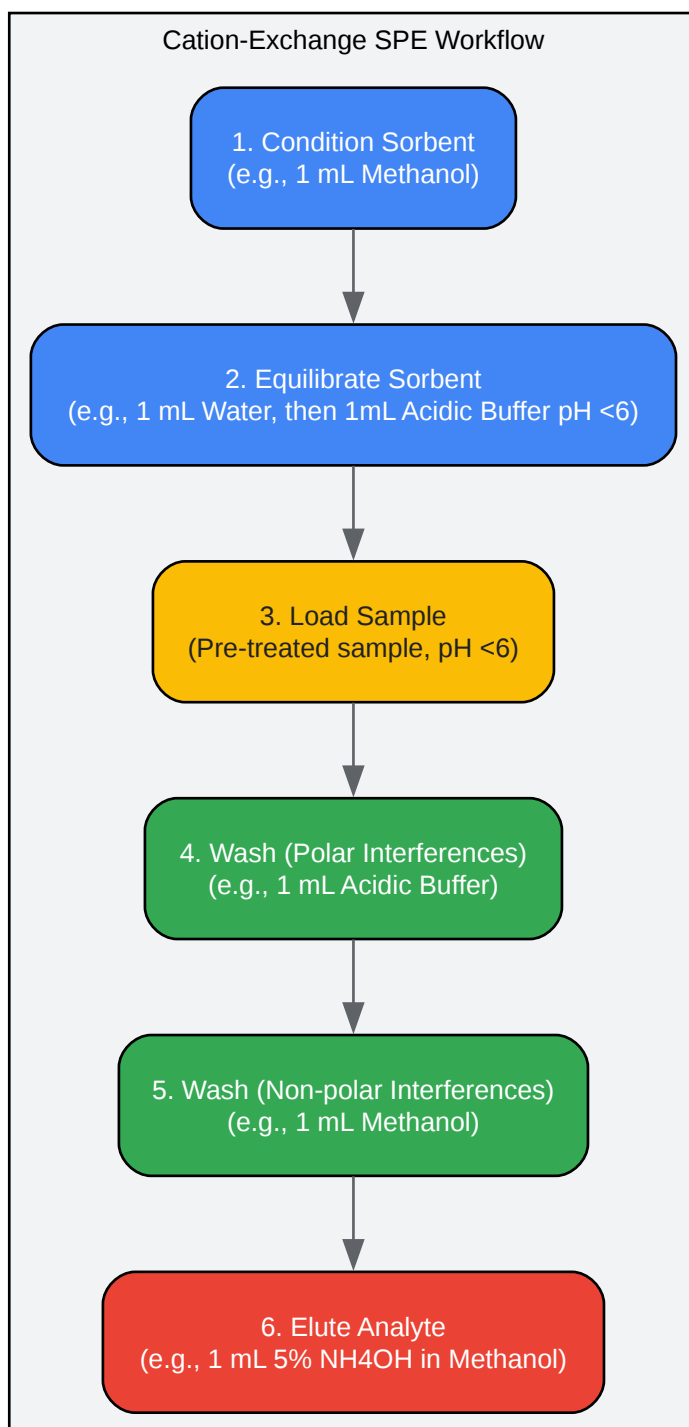 Cation-Exchange SPE Workflow
1. Condition Sorbent
(e.g., 1 mL Methanol)
2. Equilibrate Sorbent
(e.g., 1 mL Water, then 1mL Acidic Buffer pH <6)
3. Load Sample
(Pre-treated sample, pH <6)
4. Wash (Polar Interferences)
(e.g., 1 mL Acidic Buffer)
5. Wash (Non-polar Interferences)
(e.g., 1 mL Methanol)
6. Elute Analyte
(e.g., 1 mL 5% NH4OH in Methanol)